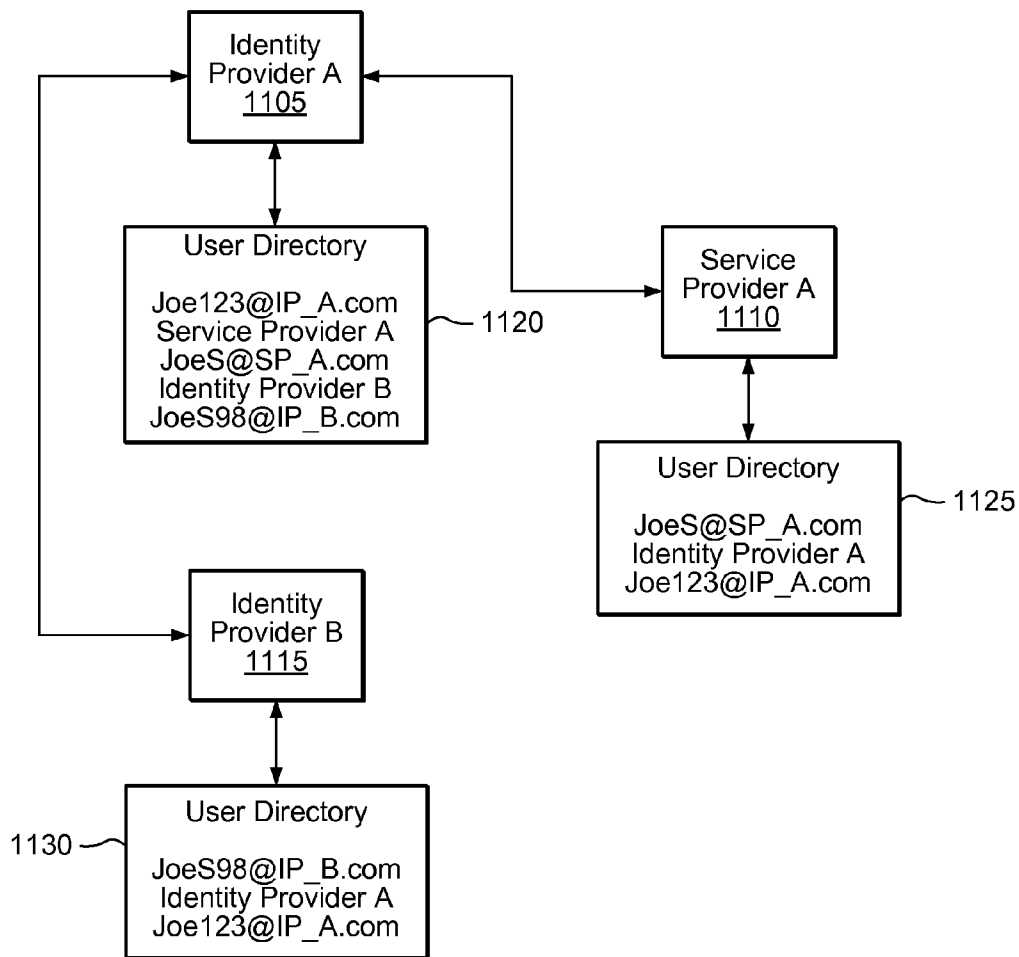 Identity
Provider A
1105
User Directory
Joe123@IP_A.com
Service Provider A
JoeS@SP_A.com
Identity Provider B
JoeS98@IP_B.com
1120
Service
Provider A
1110
User Directory
JoeS@SP_A.com
Identity Provider A
Joe123@IP_A.com
1125
Identity
Provider B
1115
User Directory
JoeS98@IP_B.com
Identity Provider A
Joe123@IP_A.com
1130